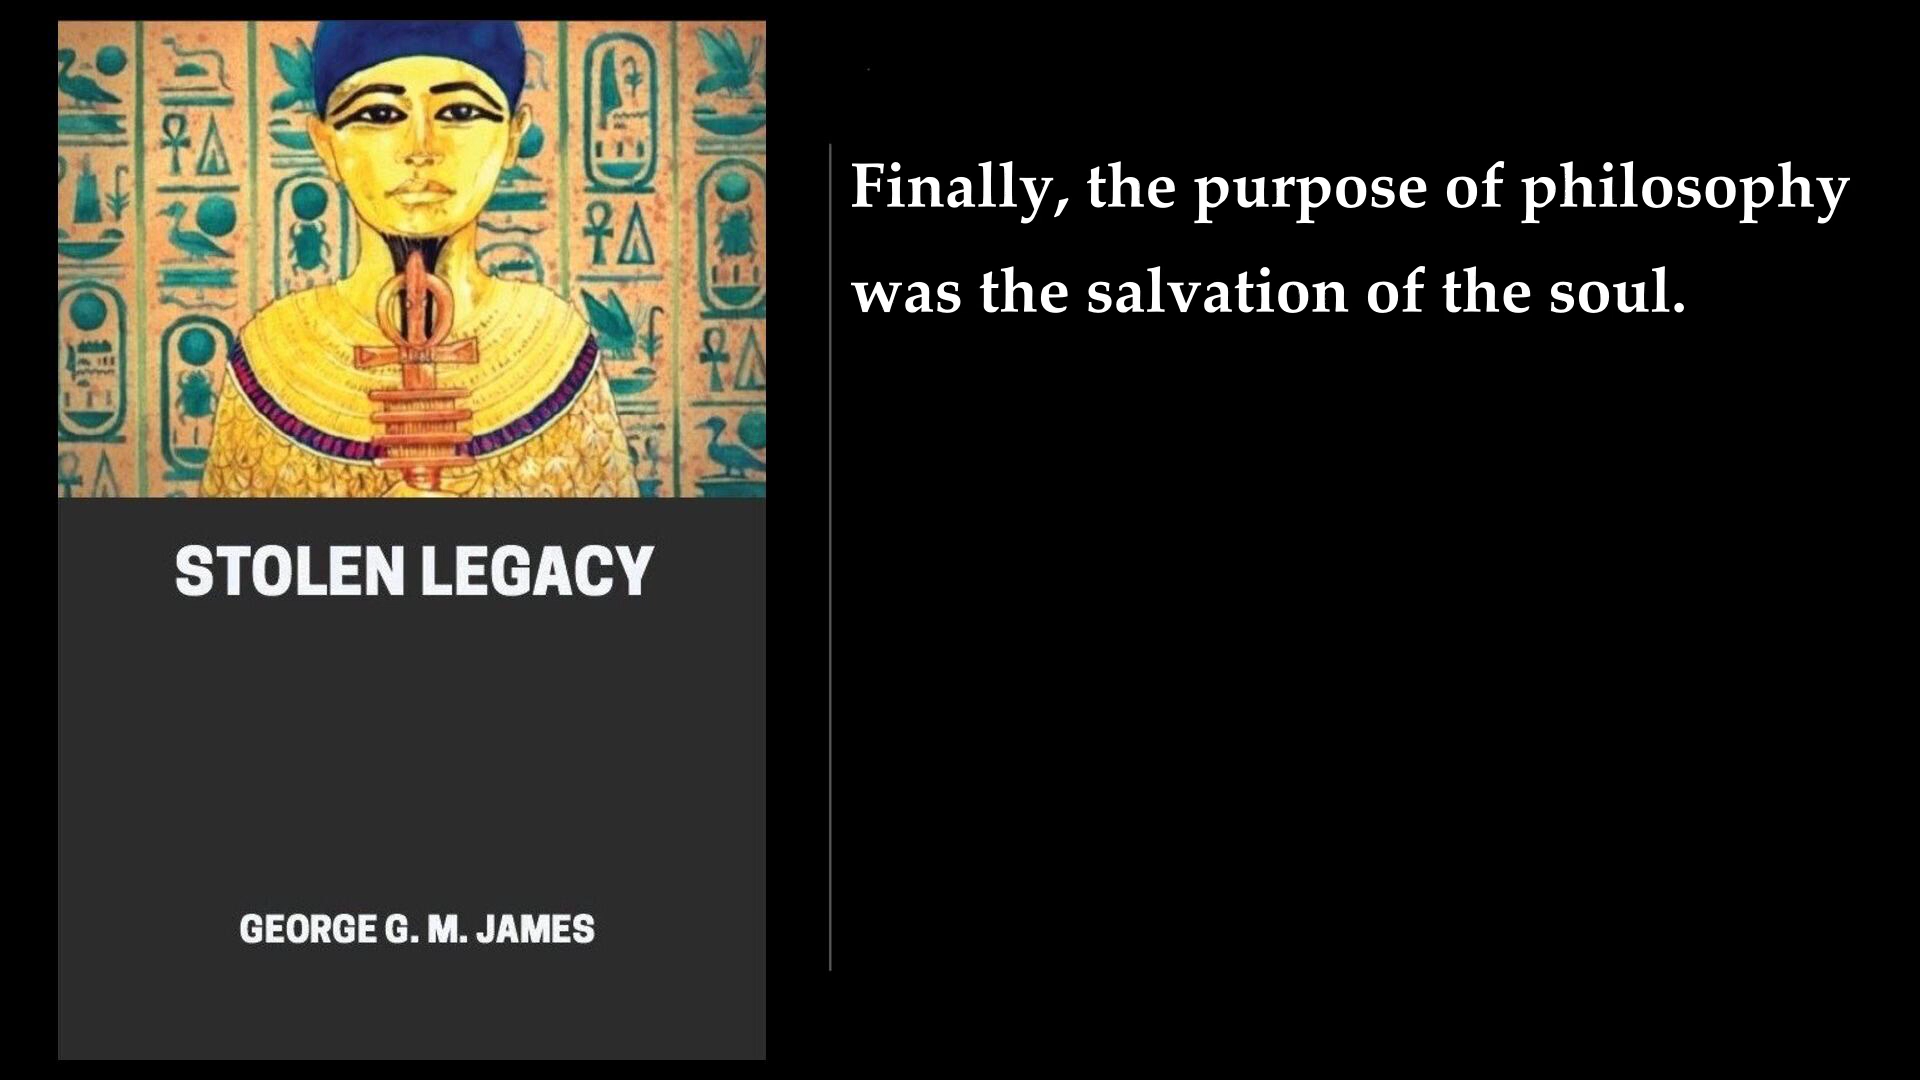 STOLEN LEGACY
GEORGE G. M. JAMES
Finally, the purpose of philosophy
was the salvation of the soul.